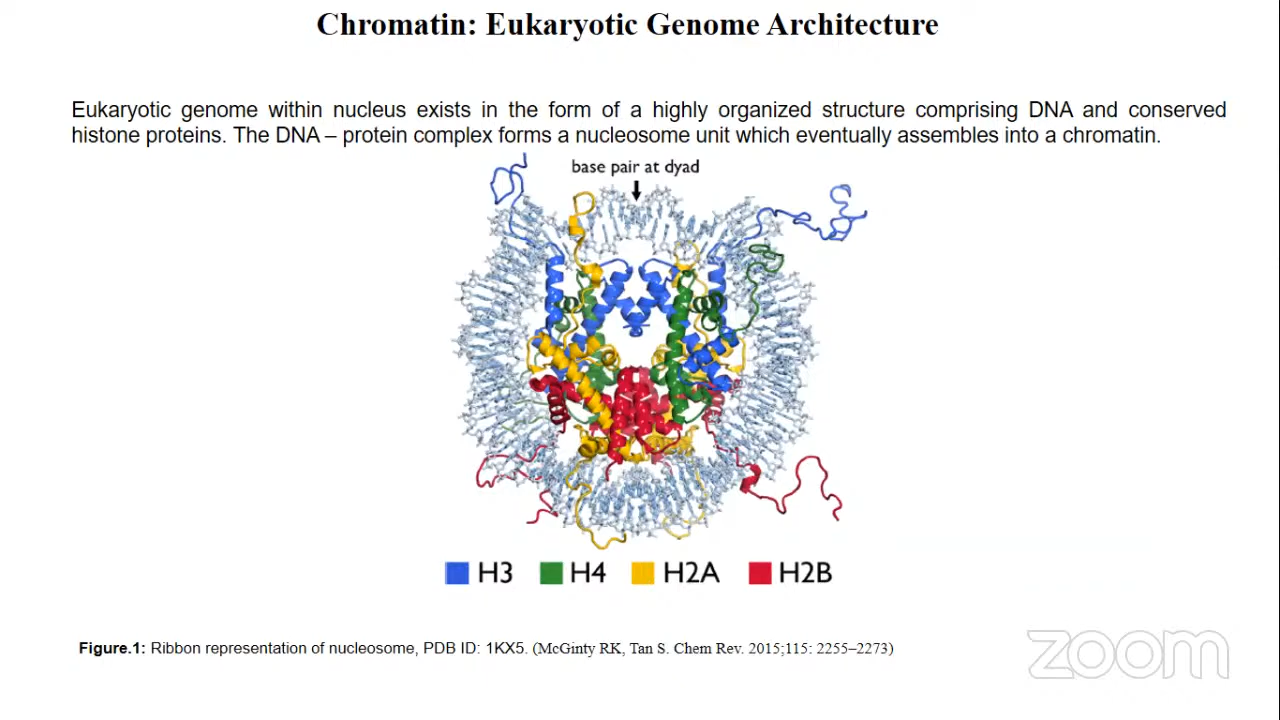 Chromatin: Eukaryotic Genome Architecture
Eukaryotic genome within nucleus exists in the form of a highly organized structure comprising DNA and conserved
histone proteins. The DNA – protein complex forms a nucleosome unit which eventually assembles into a chromatin.
base pair at dyad
H3 H4 H2A H2B
Figure.1: Ribbon representation of nucleosome, PDB ID: 1KX5. (McGinty RK, Tan S. Chem Rev. 2015;115: 2255–2273)
zoom